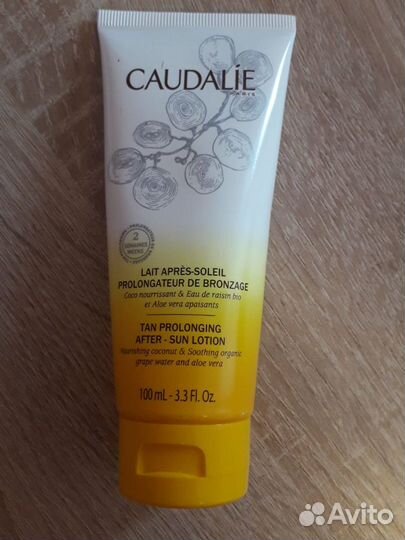 CAUDALÍE
PARIS
2
SEMAINES
WEEKS
LAIT APRÈS-SOLEIL
PROLONGATEUR DE BRONZAGE
Coco nourrissant & Eau de raisin bio
et Aloe vera apaisants
TAN PROLONGING
AFTER - SUN LOTION
Nourishing coconut & Soothing organic
grape water and aloe vera
100 mL - 3.3 Fl. Oz.
Avito